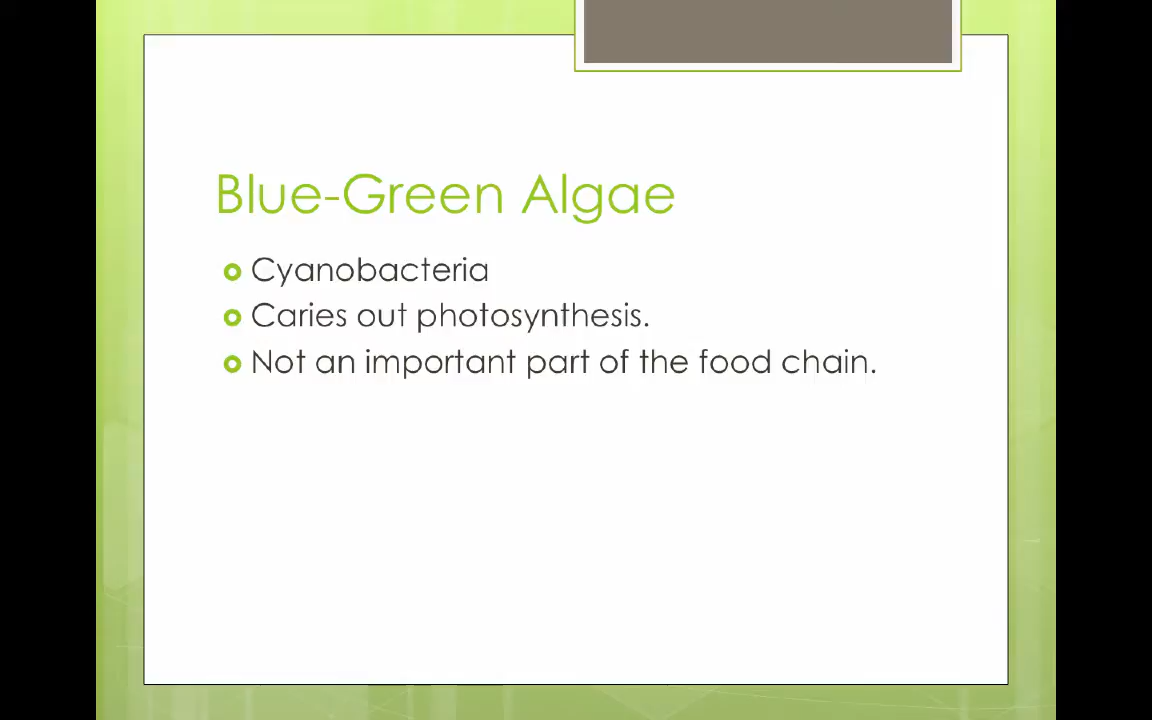 Blue-Green Algae
Cyanobacteria
Caries out photosynthesis.
Not an important part of the food chain.